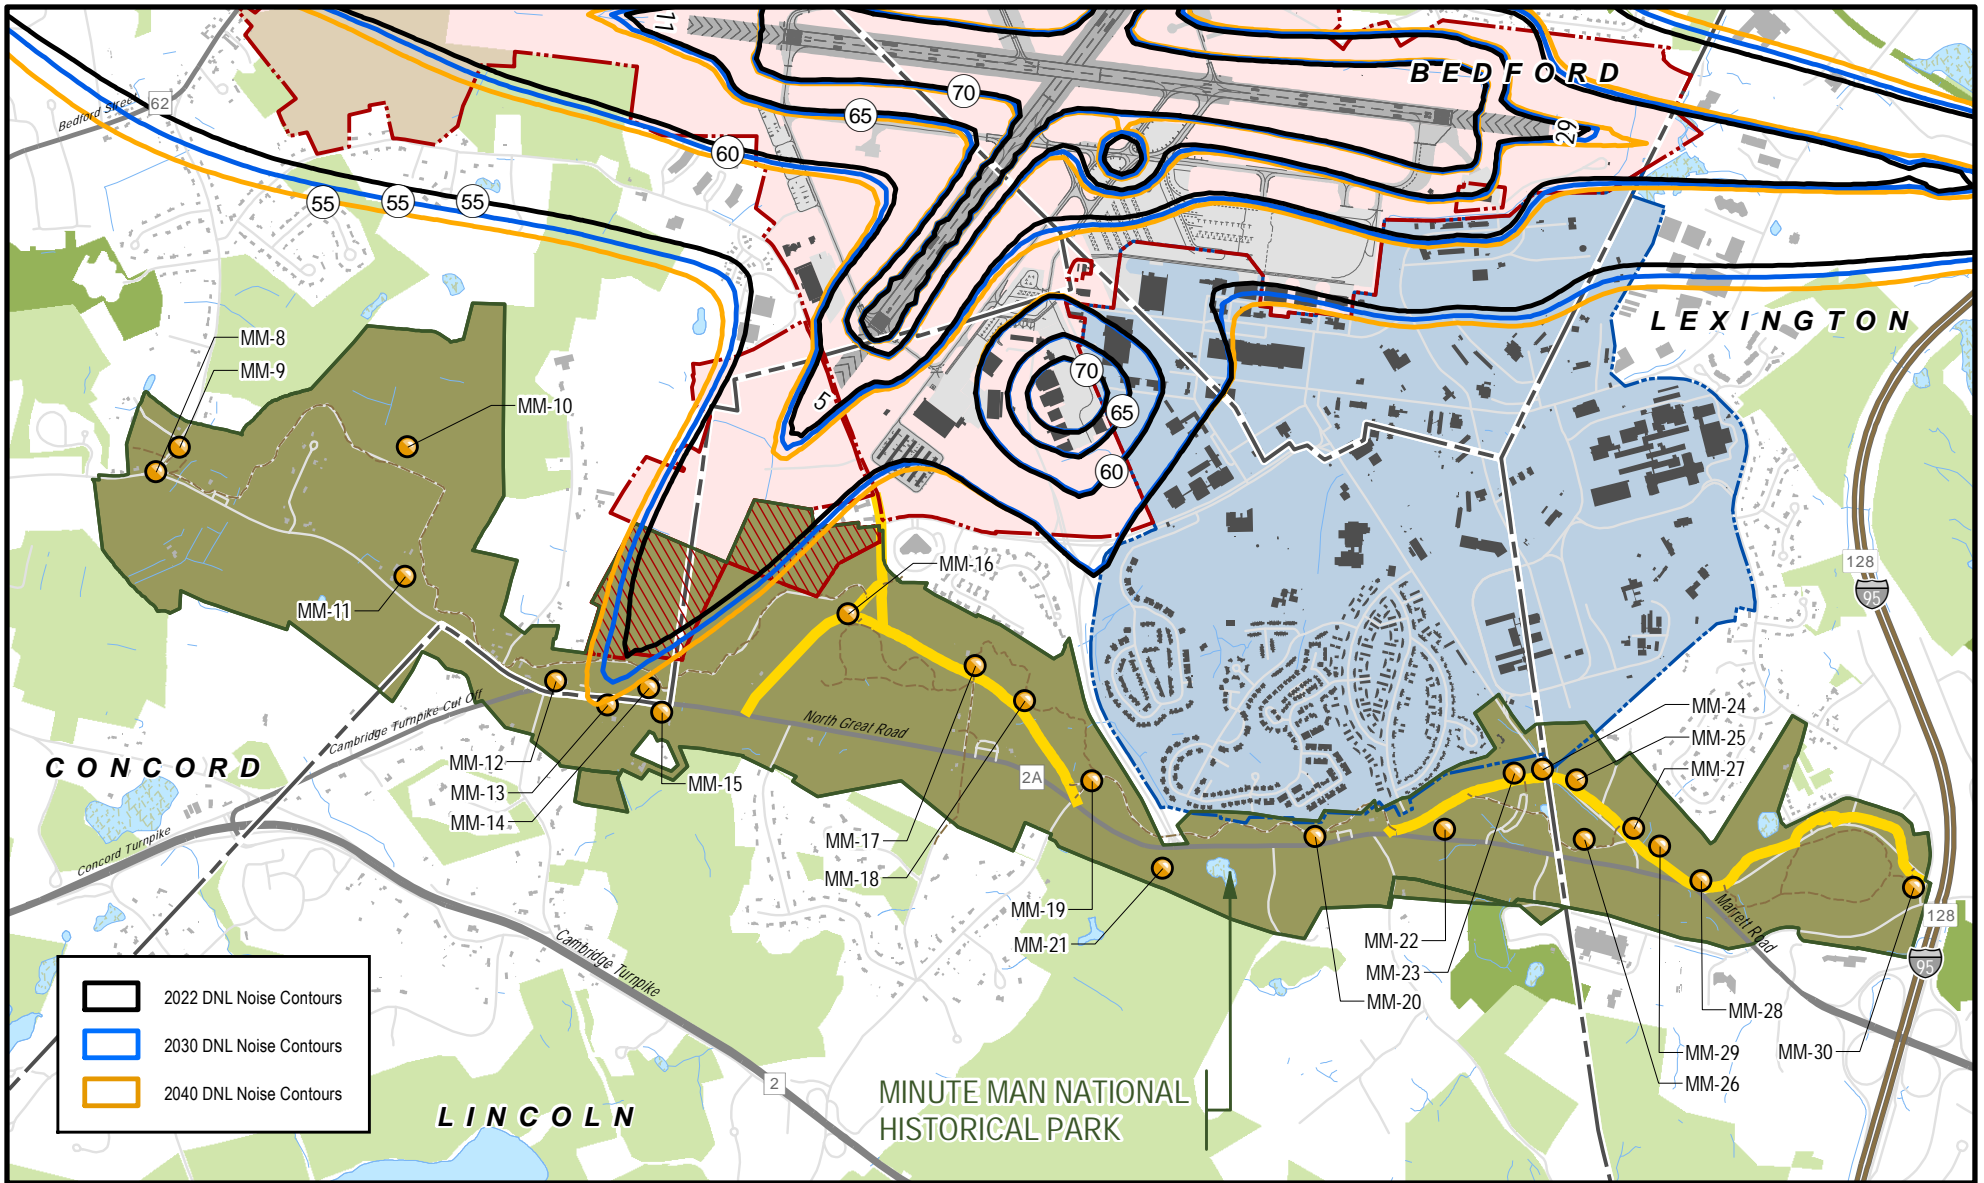 11
BEDFORD
70
65
29
62
Bedford Street
60
55
55
55
LEXINGTON
MM-8
MM-9
70
5
MM-10
65
60
128
95
MM-16
MM-11
MM-24
North Great Road
Cambridge Turnpike Cut Off
MM-25
CONCORD
MM-12
2A
MM-27
MM-13
MM-15
MM-14
Concord Turnpike
MM-17
MM-18
MM-19
Marrett Road
128
MM-21
MM-22
95
Cambridge Turnpike
MM-23
MM-20
2022 DNL Noise Contours
MM-28
2030 DNL Noise Contours
MM-29
MM-30
2
MM-26
2040 DNL Noise Contours
MINUTE MAN NATIONAL
HISTORICAL PARK
LINCOLN